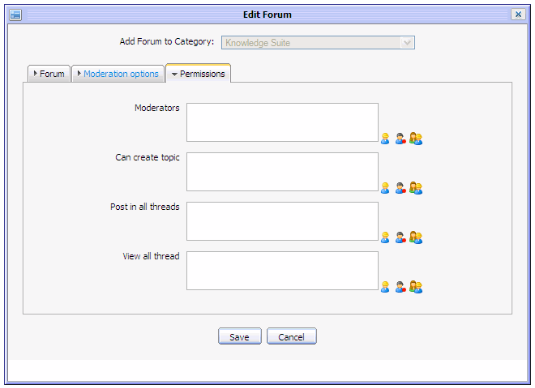 Edit Forum
Add Forum to Category: Knowledge Suite
Forum Moderation options Permissions
Moderators
Can create topic
Post in all threads
View all thread
Save Cancel